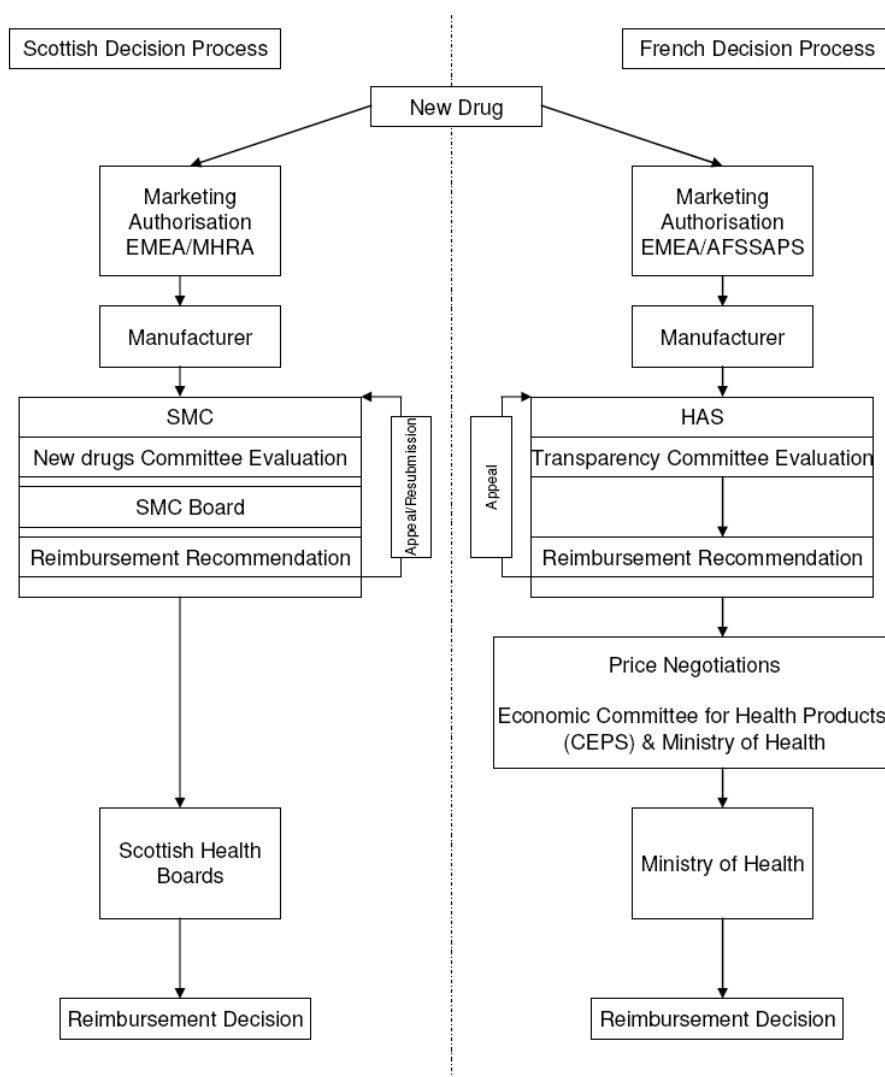 Scottish Decision Process
French Decision Process
New Drug
Marketing
Authorisation
EMEA/MHRA
Manufacturer
SMC
New drugs Committee Evaluation
SMC Board
Reimbursement Recommendation
Appeal/Resubmission
Scottish Health
Boards
Reimbursement Decision
Marketing
Authorisation
EMEA/AFSSAPS
Manufacturer
HAS
Transparency Committee Evaluation
Reimbursement Recommendation
Appeal
Price Negotiations
Economic Committee for Health Products
(CEPS) & Ministry of Health
Ministry of Health
Reimbursement Decision